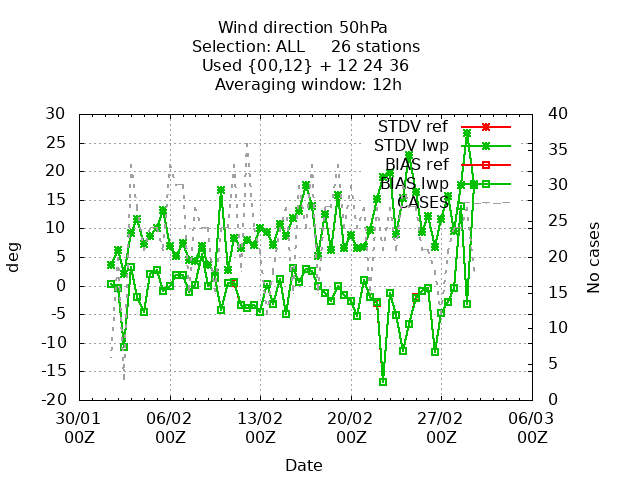 Wind direction 50hPa
Selection: ALL 26 stations
Used {00,12} + 12 24 36
Averaging window: 12h
30 25 20 15 10 5 0 -5 -10 -15 -20
deg
40 35 30 25 20 15 10 5 0
No cases
STDV ref
STDV lwp
BIAS ref
BIAS lwp
CASES
30/01 06/02 13/02 20/02 27/02 06/03
00Z 00Z 00Z 00Z 00Z 00Z
Date